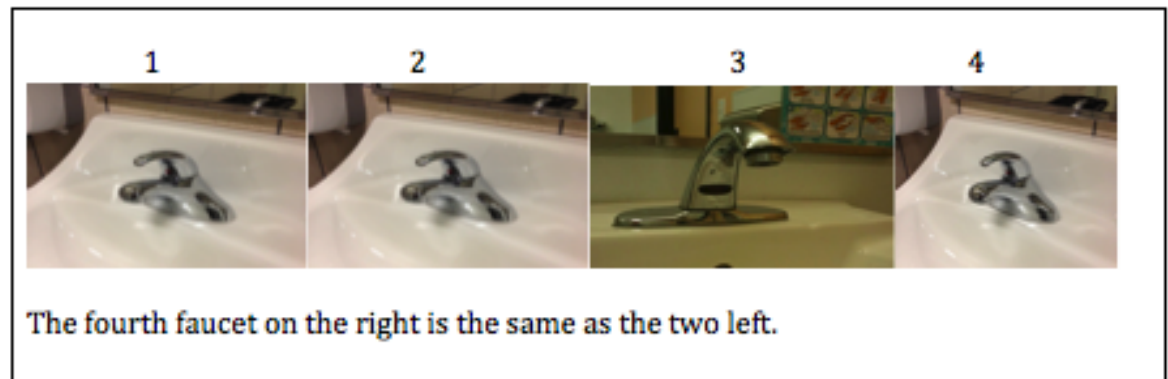 1 2 3 4
The fourth faucet on the right is the same as the two left.